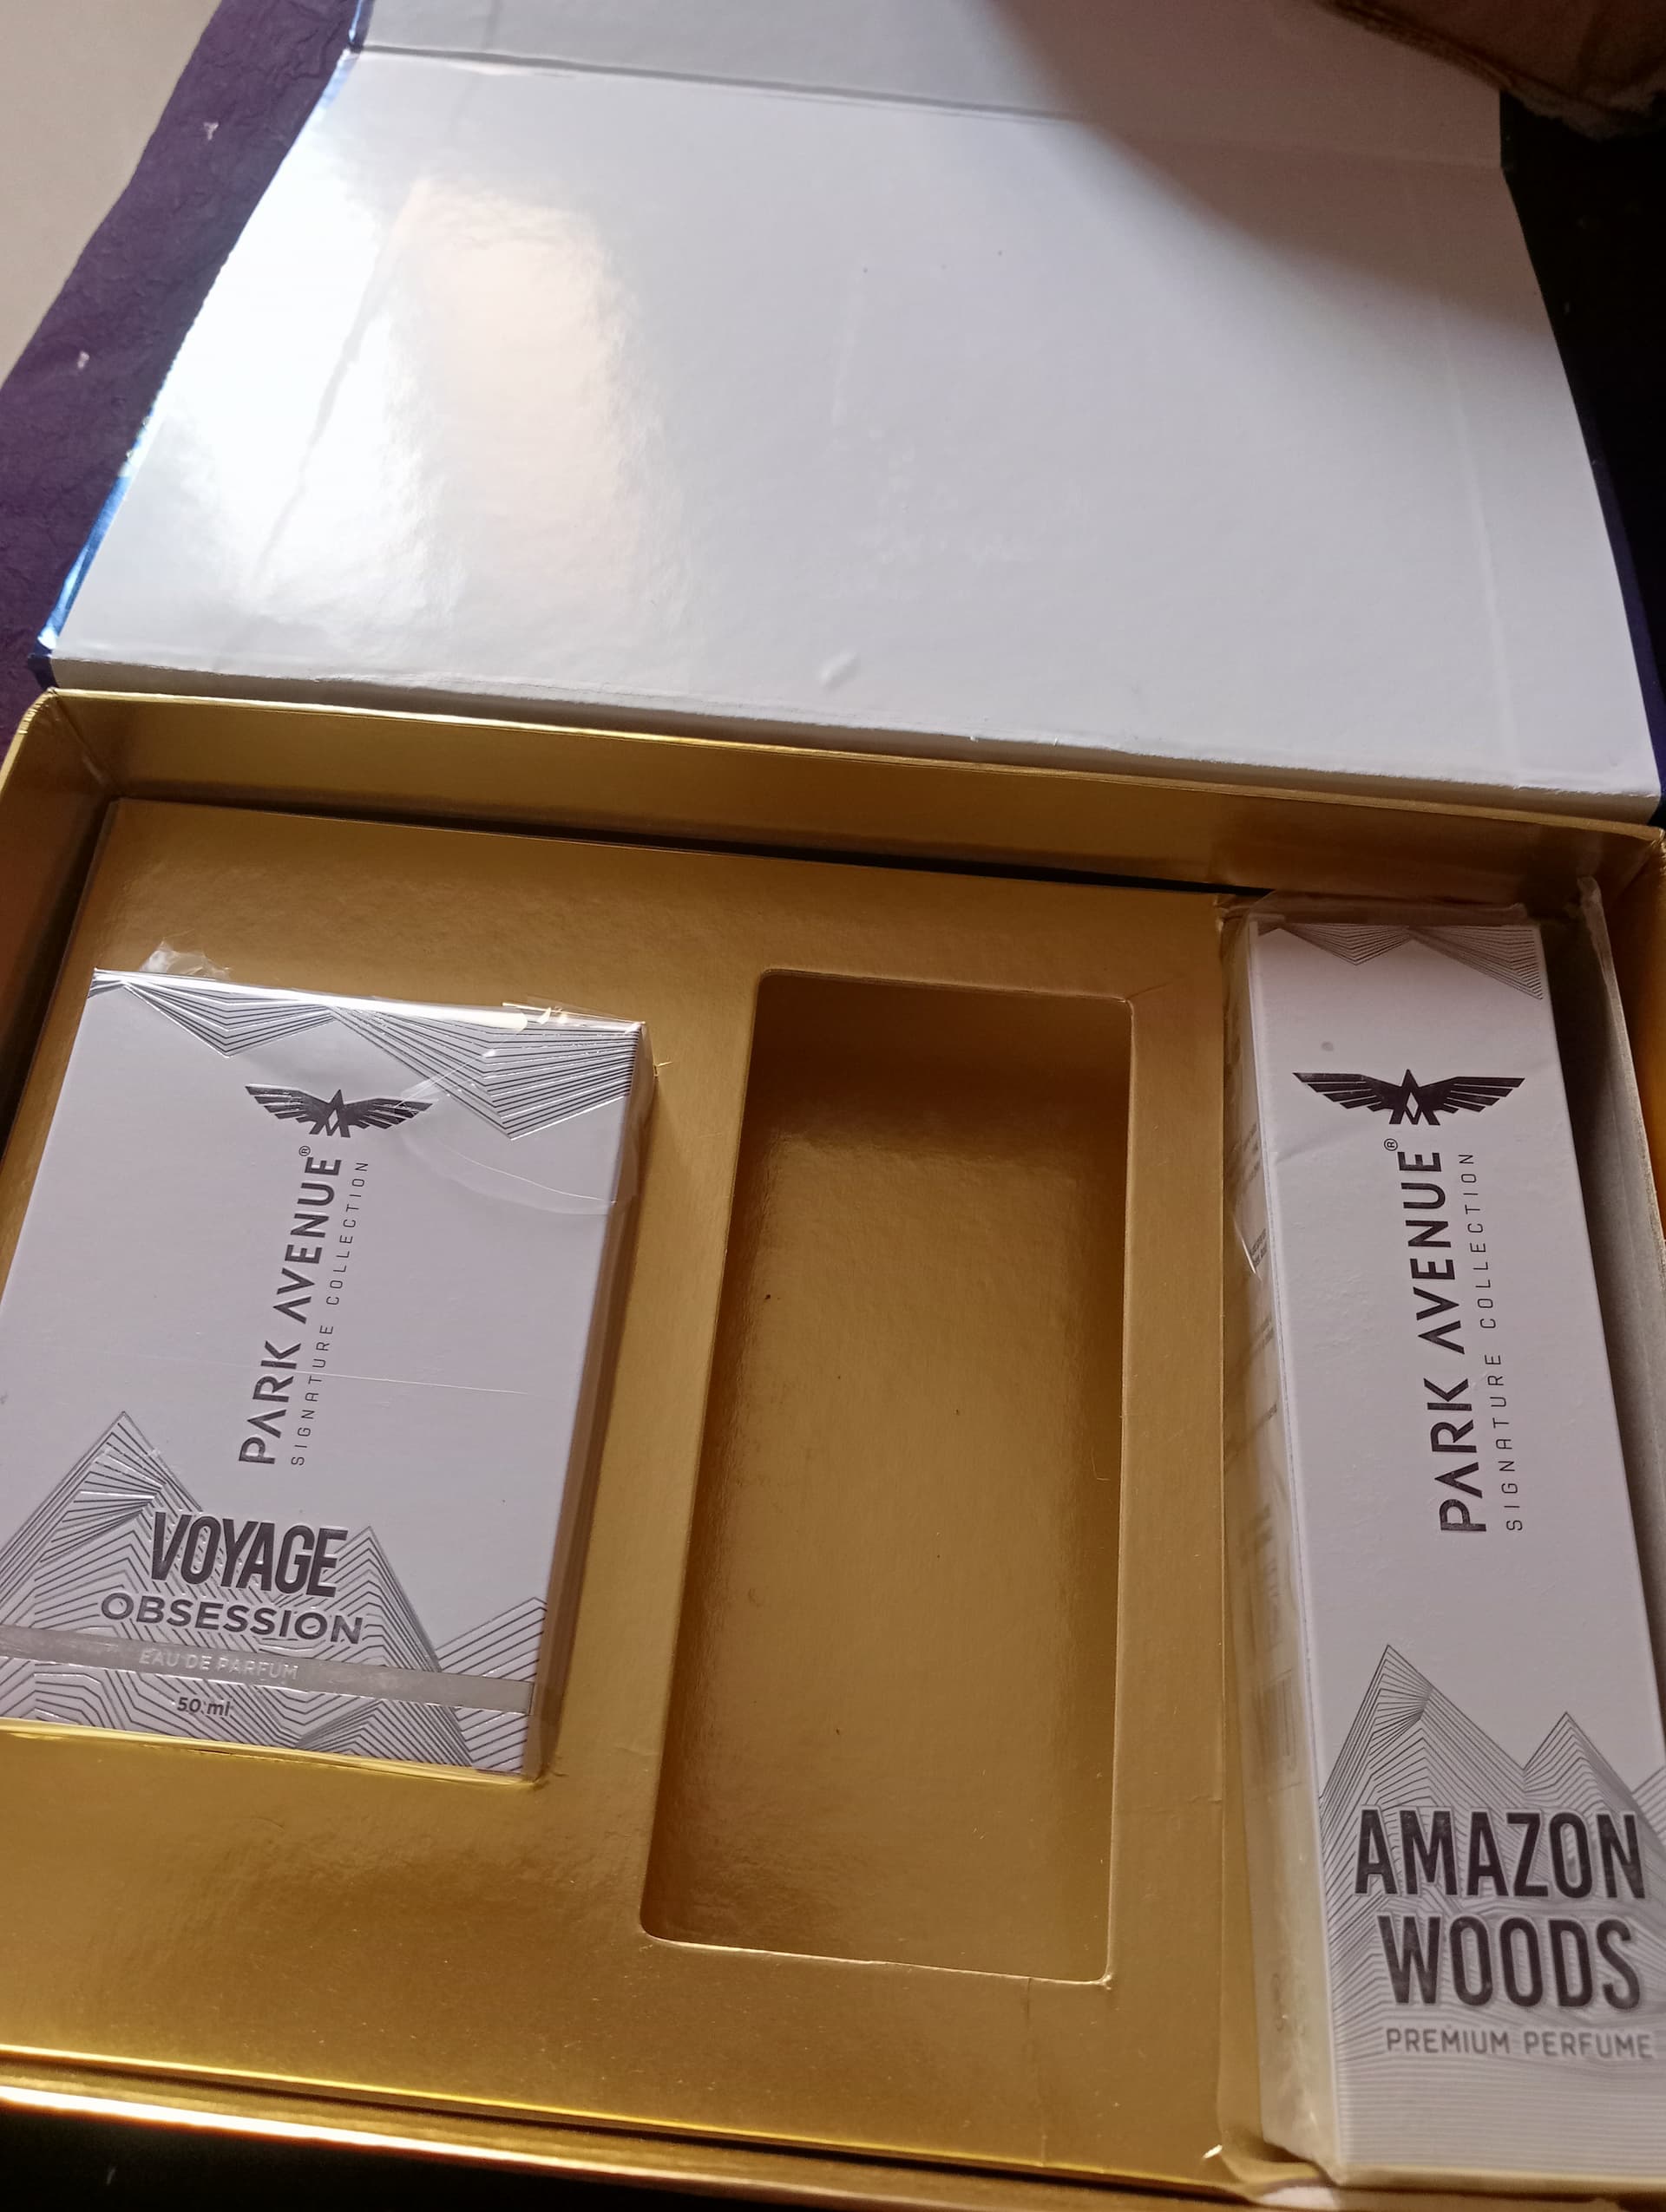 PARK AVENUE®
SIGNATURE COLLECTION
VOYAGE
OBSESSION
EAU DE PARFUM
50 ml
PARK AVENUE®
SIGNATURE COLLECTION
AMAZON
WOODS
PREMIUM PERFUME